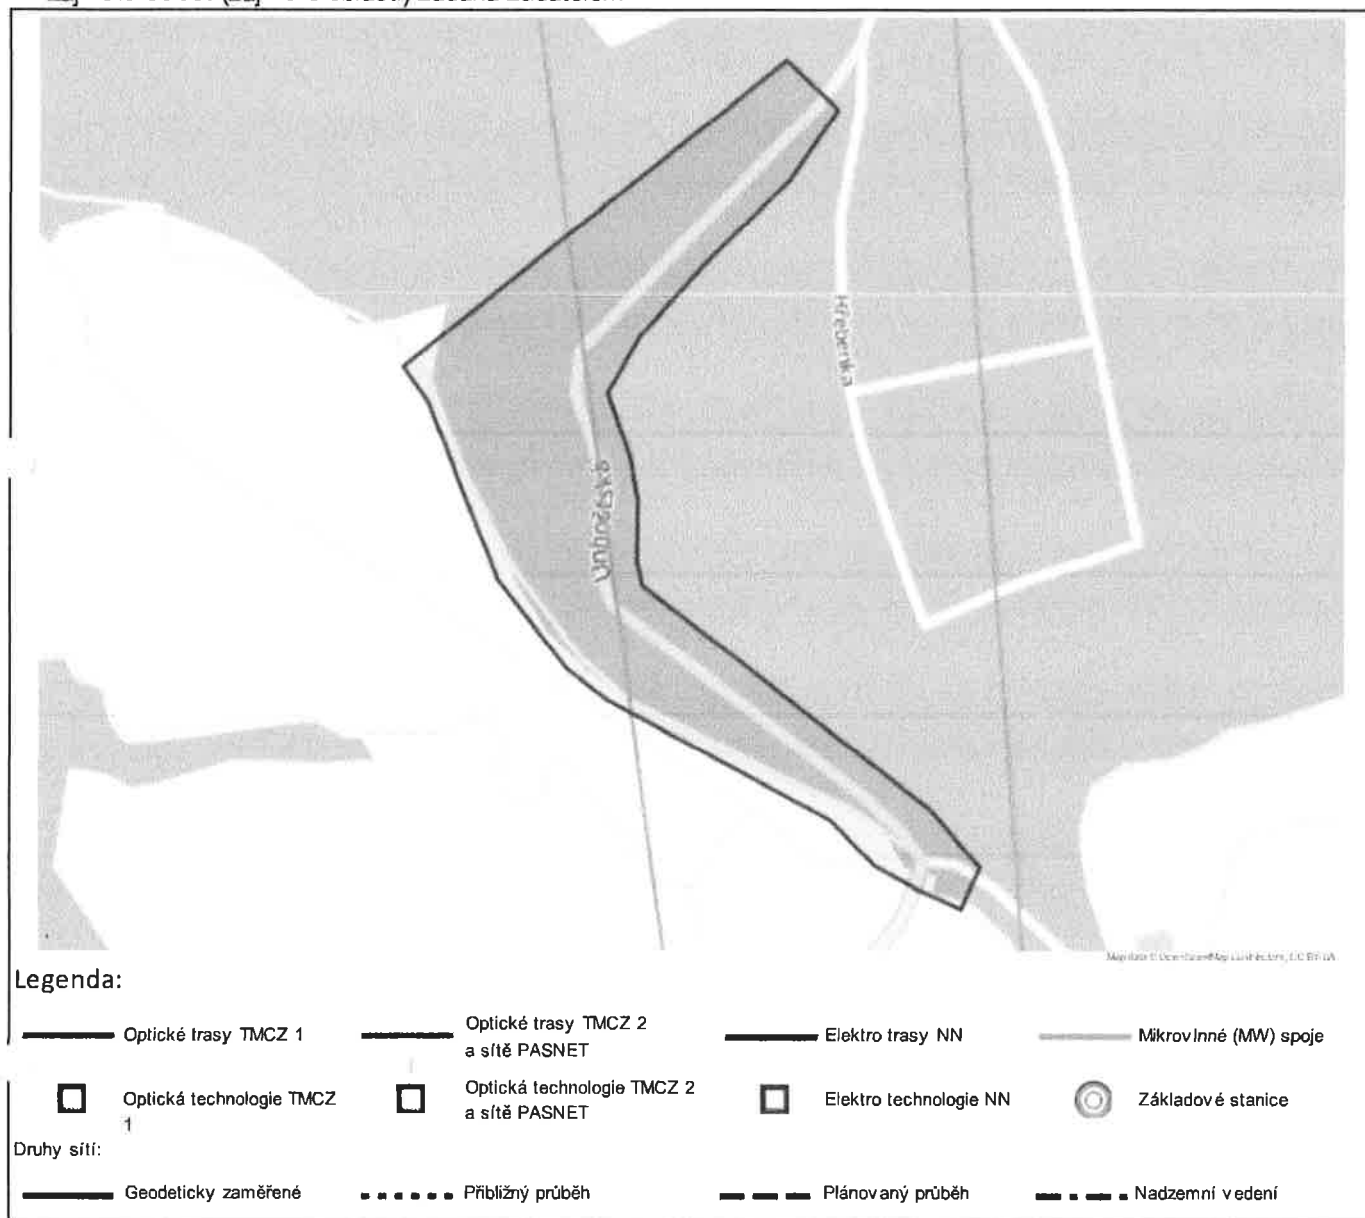 Hřebenka
Unhošťská
Legenda:
Optické trasy TMCZ 1
Optické trasy TMCZ 2
a sítě PASNET
Elektro trasy NN
Mikrovlnné (MW) spoje
Optická technologie TMCZ
1
Optická technologie TMCZ 2
a sítě PASNET
Elektro technologie NN
Základové stanice
Druhy sítí:
Geodeticky zaměřené
Přibližný průběh
Plánovaný průběh
Nadzemní vedení